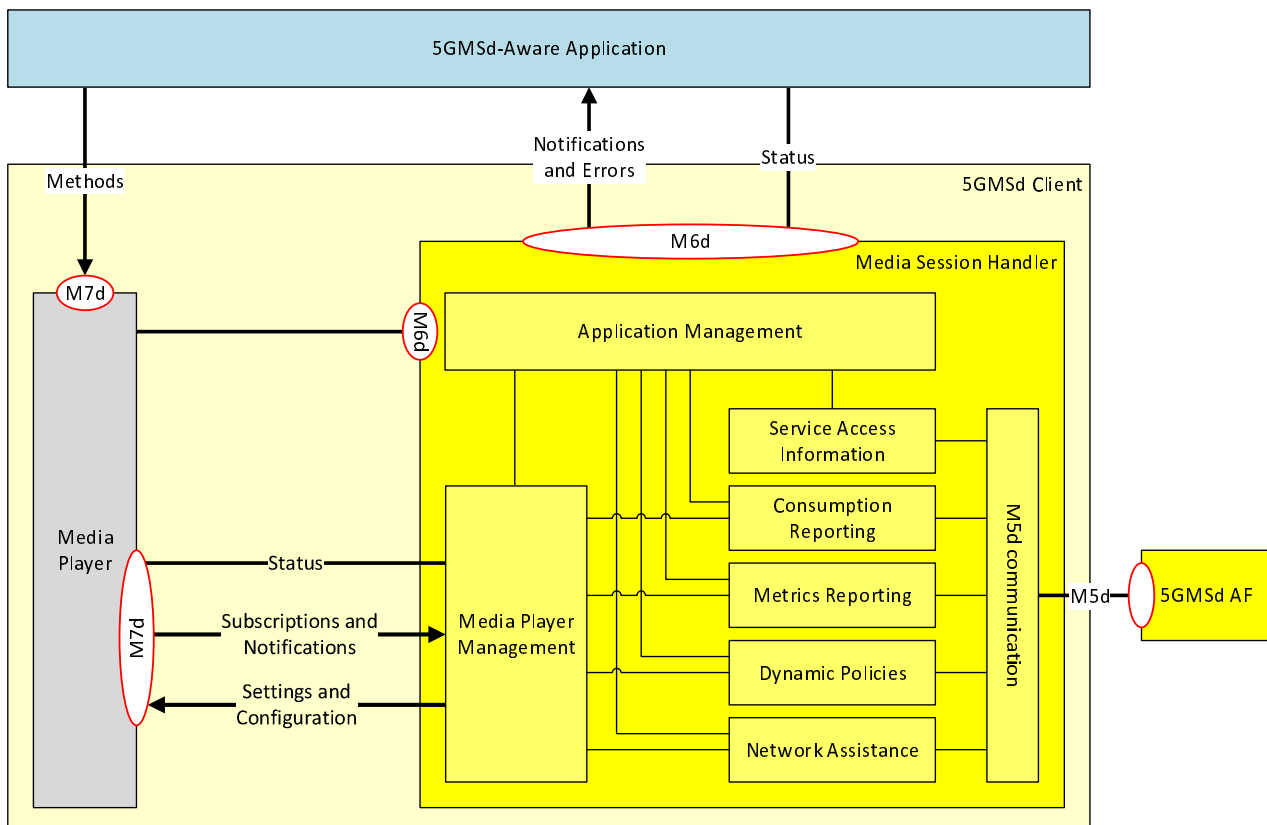 5GMSd-Aware Application
Notifications
and Errors
Status
Methods
5GMSd Client
M6d
Media Session Handler
M7d
M6d
Application Management
Service Access
Information
Consumption
Reporting
Media
Player
Status
Metrics Reporting
M5d communication
M5d
5GMSd AF
Subscriptions and
Notifications
M7d
Media Player
Management
Dynamic Policies
Settings and
Configuration
Network Assistance